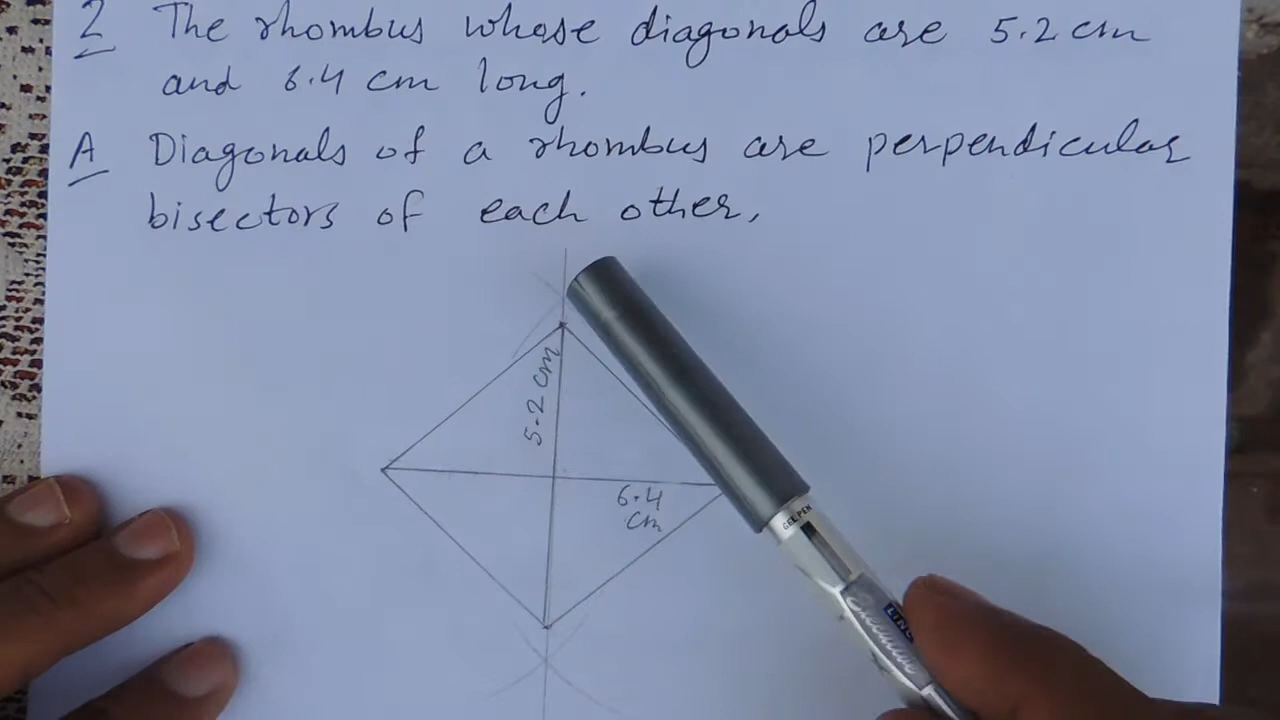 2 The rhombus whose diagonals are 5.2 cm
and 6.4 cm long.
A Diagonals of a rhombus are perpendicular
bisectors of each other,
5.2 cm
6.4
cm
GEL PEN
Executive